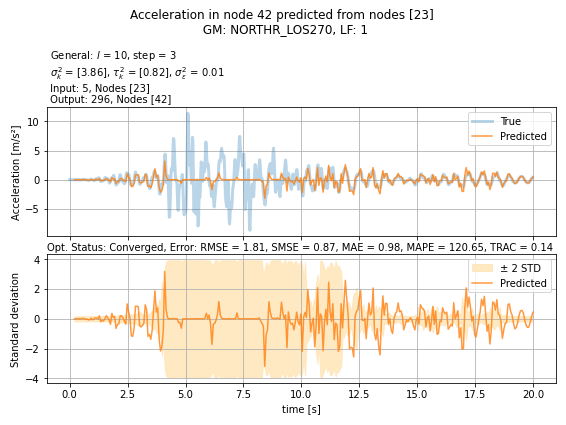 Acceleration in node 42 predicted from nodes [23]
GM: NORTHR_LOS270, LF: 1
General: l = 10, step = 3
σ²ₖ = [3.86], τ²ₖ = [0.82], σ²ε = 0.01
Input: 5, Nodes [23]
Output: 296, Nodes [42]
Acceleration [m/s²]
10
5
0
−5
True
Predicted
Opt. Status: Converged, Error: RMSE = 1.81, SMSE = 0.87, MAE = 0.98, MAPE = 120.65, TRAC = 0.14
Standard deviation
4
2
0
−2
−4
± 2 STD
Predicted
0.0 2.5 5.0 7.5 10.0 12.5 15.0 17.5 20.0
time [s]